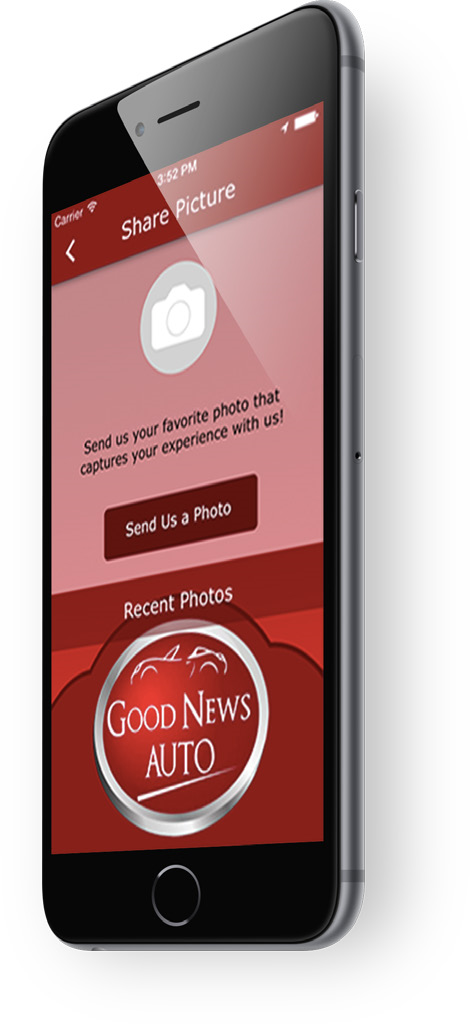 Carrier 3:52 PM
Share Picture
Send us your favorite photo that
captures your experience with us!
Send Us a Photo
Recent Photos
GOOD NEWS
AUTO